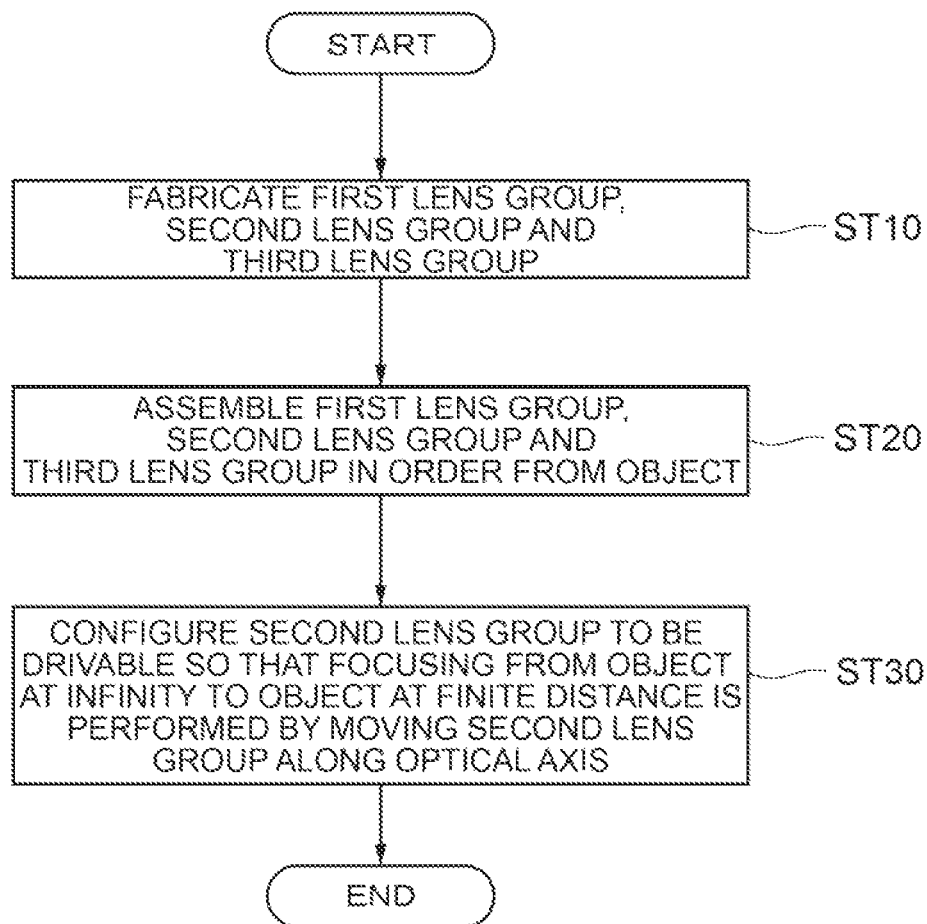 START
FABRICATE FIRST LENS GROUP,
SECOND LENS GROUP AND
THIRD LENS GROUP
ST10
ASSEMBLE FIRST LENS GROUP,
SECOND LENS GROUP AND
THIRD LENS GROUP IN ORDER FROM OBJECT
ST20
CONFIGURE SECOND LENS GROUP TO BE
DRIVABLE SO THAT FOCUSING FROM OBJECT
AT INFINITY TO OBJECT AT FINITE DISTANCE IS
PERFORMED BY MOVING SECOND LENS
GROUP ALONG OPTICAL AXIS
ST30
END